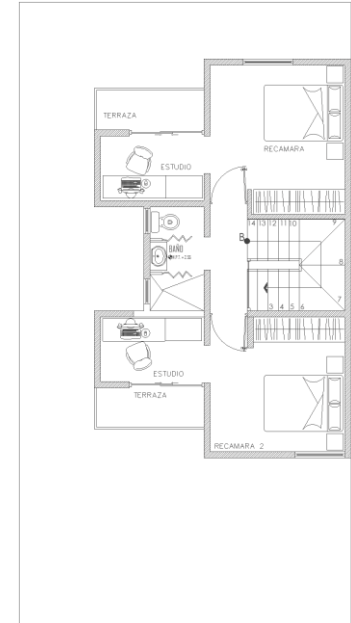 TERRAZA
ESTUDIO
RECAMARA
14 13 12 11 10
9
B
BAÑO
8
7
3 4 5 6
ESTUDIO
TERRAZA
RECAMARA 2